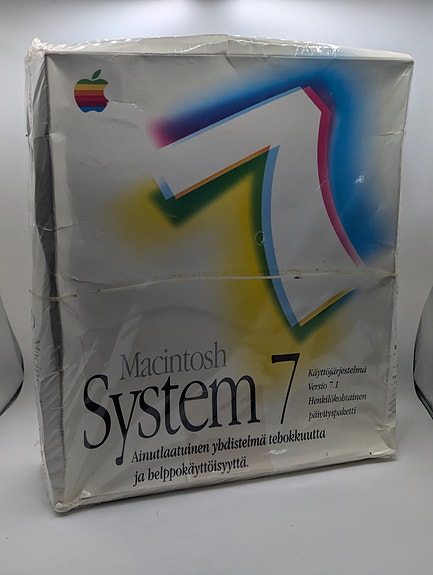 Macintosh
System 7
Käyttöjärjestelmä
Versio 7.1
Henkilökohtainen
päivityspaketti
Ainutlaatuinen yhdistelmä tehokkuutta
ja helppokäyttöisyyttä.